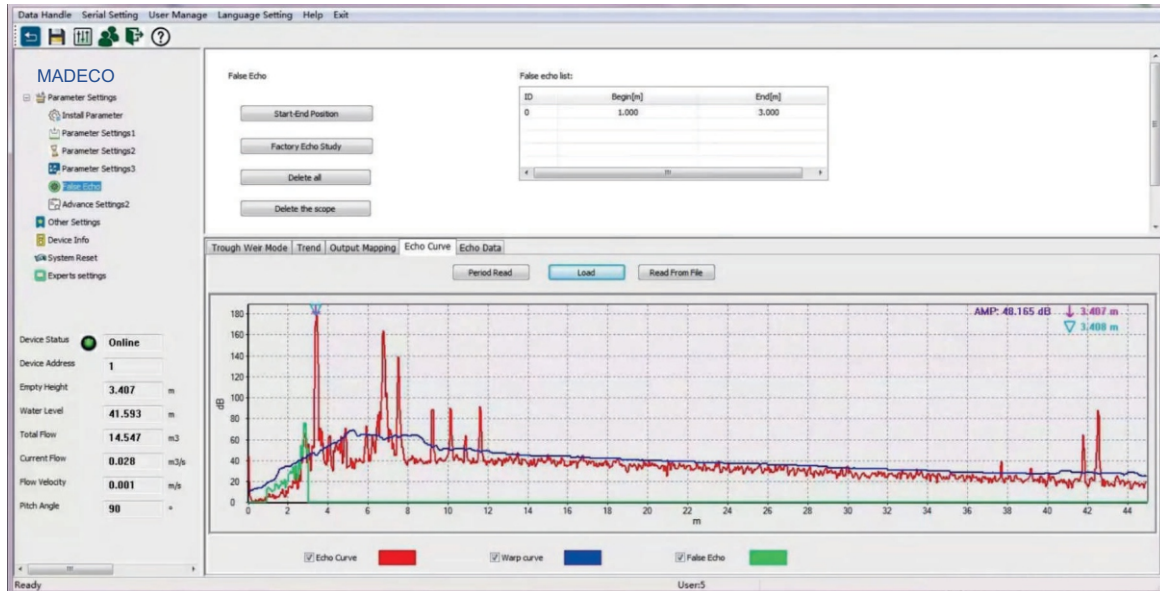 Data Handle Serial Setting User Manage Language Setting Help Exit
MADECO
Parameter Settings
Install Parameter
Parameter Settings1
Parameter Settings2
Parameter Settings3
False Echo
Advance Settings2
Other Settings
Device Info
System Reset
Experts settings
Device Status Online
Device Address 1
Empty Height 3.407 m
Water Level 41.593 m
Total Flow 14.547 m3
Current Flow 0.028 m3/s
Flow Velocity 0.001 m/s
Pitch Angle 90 °
False Echo
Start-End Position
Factory Echo Study
Delete all
Delete the scope
False echo list:
ID Begin[m] End[m]
0 1.000 3.000
Trough Weir Mode Trend Output Mapping Echo Curve Echo Data
Period Read Load Read From File
AMP: 48.165 dB 3.407 m
3.408 m
dB
180
160
140
120
100
80
60
40
20
0
0 2 4 6 8 10 12 14 16 18 20 22 24 26 28 30 32 34 36 38 40 42 44
m
Echo Curve Warp curve False Echo
Ready User:5